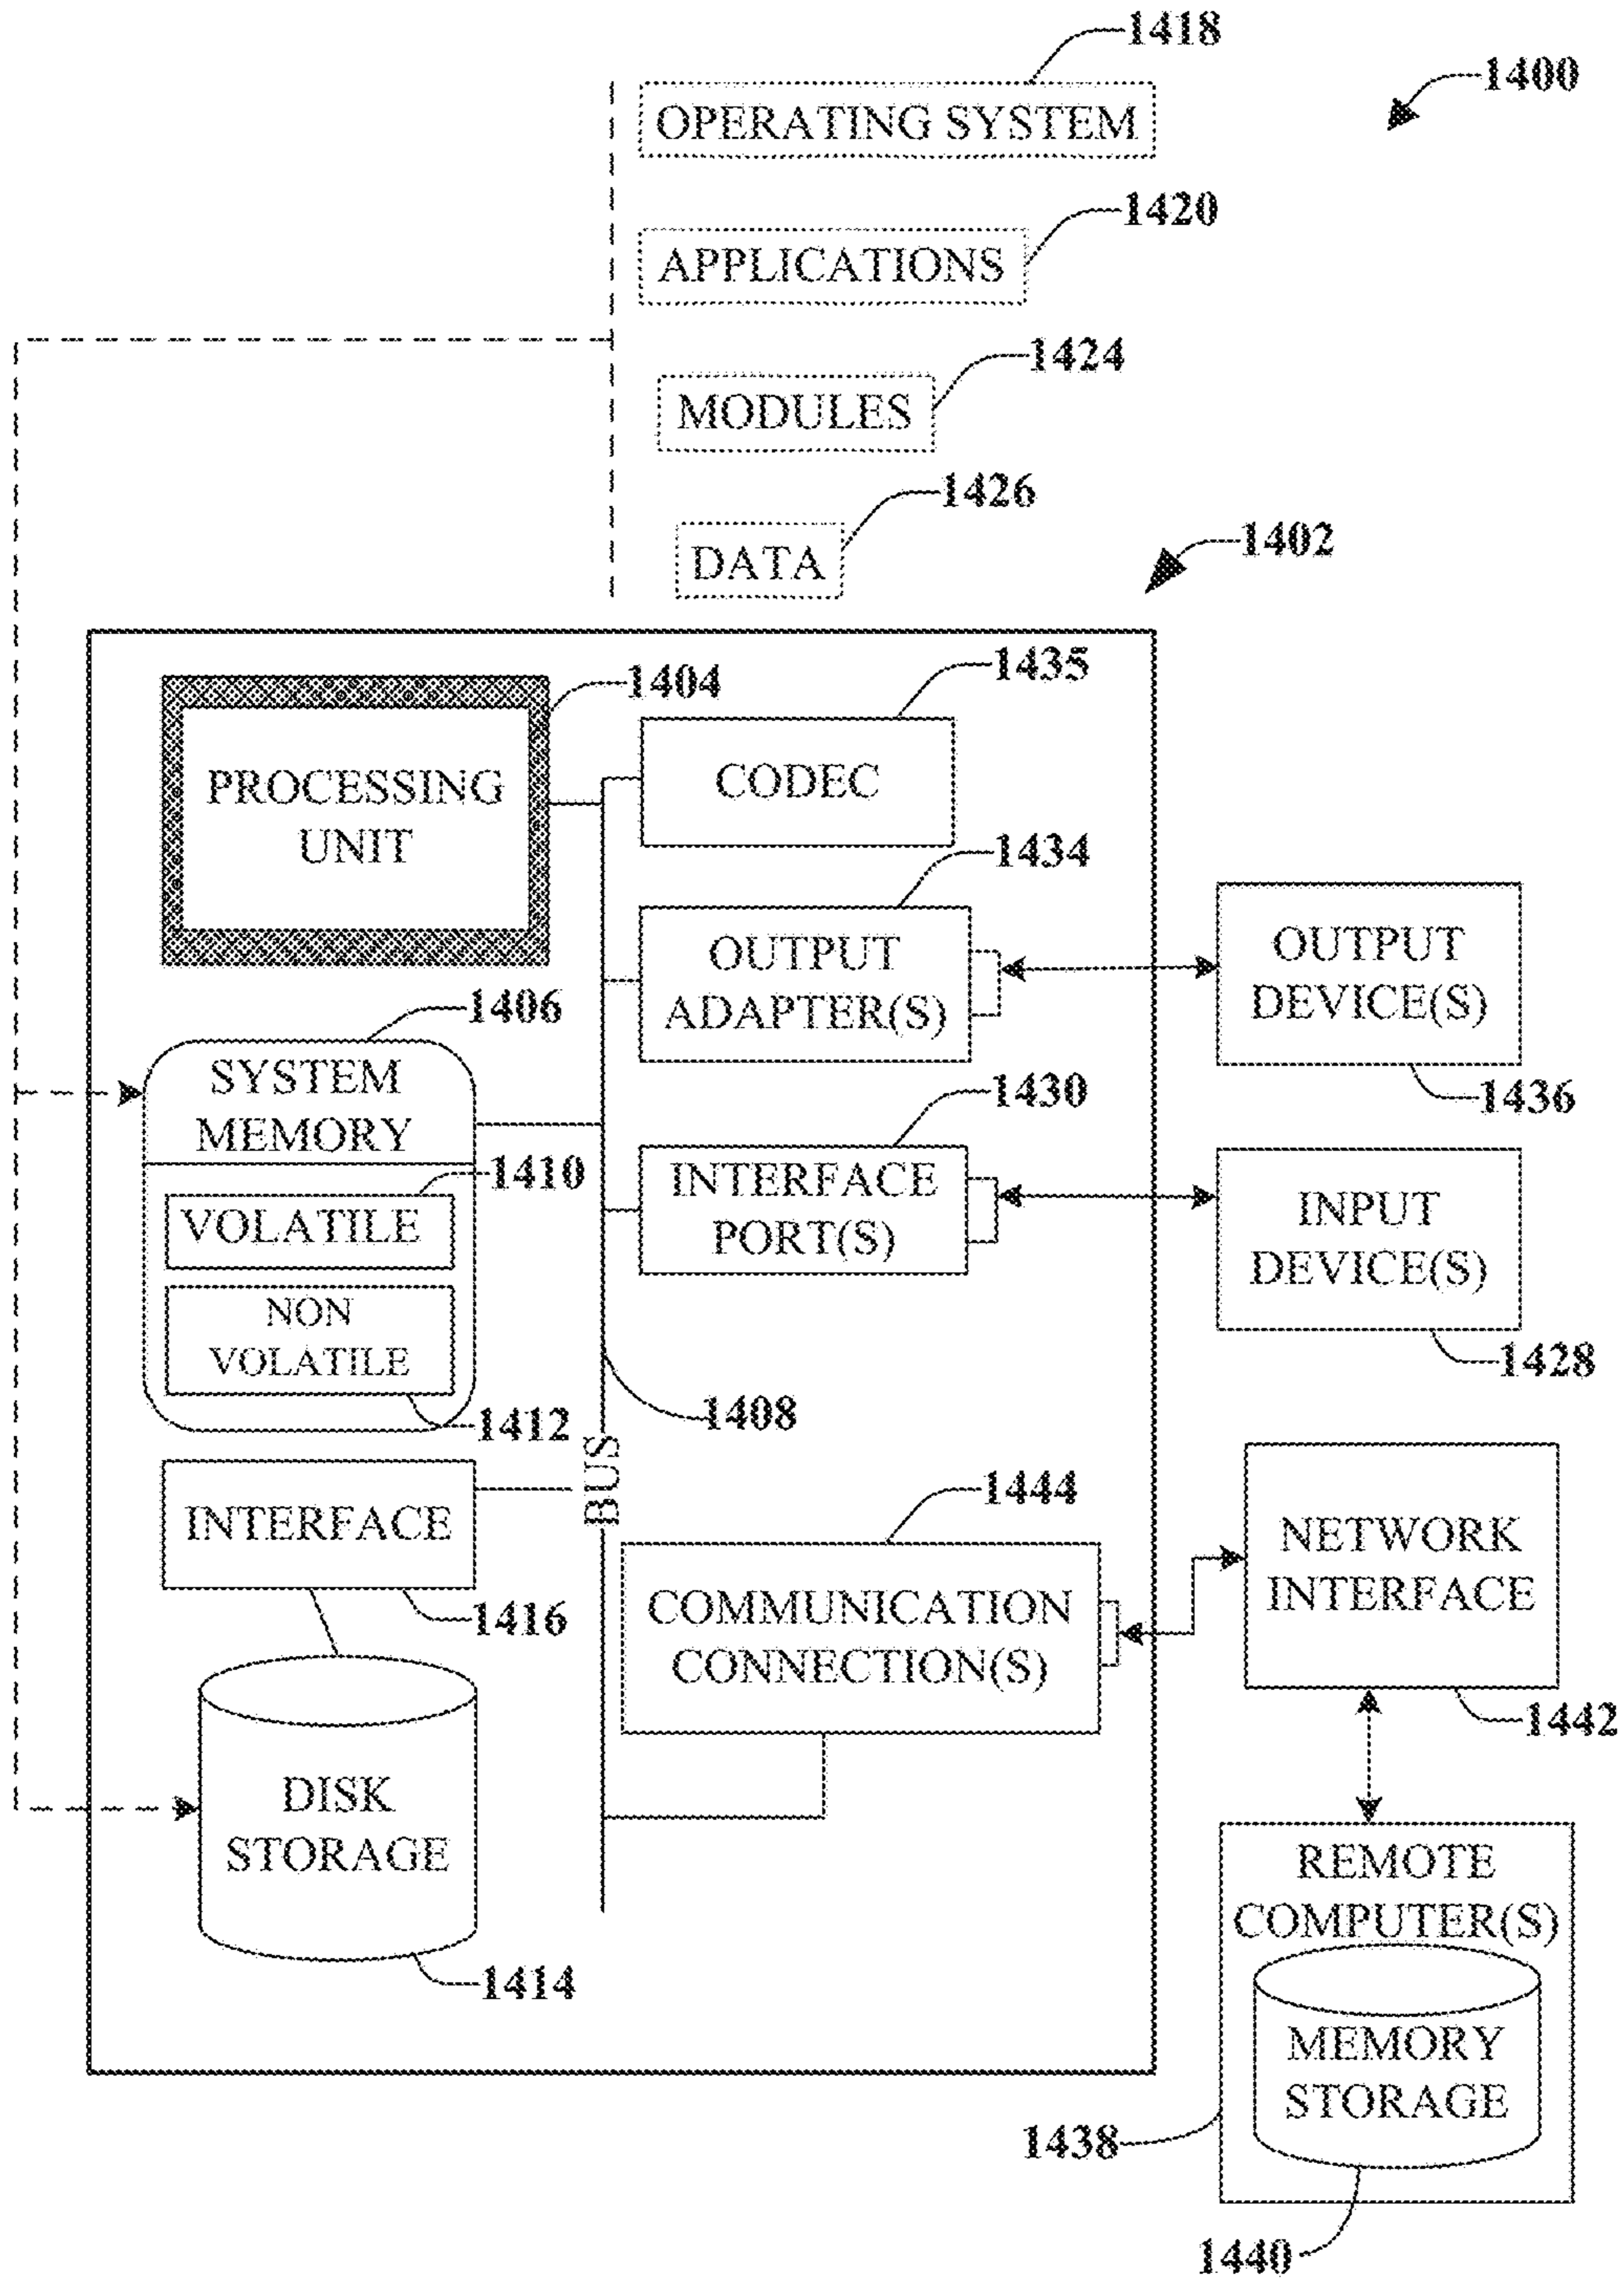 1418
1400
OPERATING SYSTEM
1420
APPLICATIONS
1424
MODULES
1426
DATA
1402
1435
1404
CODEC
PROCESSING
UNIT
1434
OUTPUT
ADAPTER(S)
OUTPUT
DEVICE(S)
1436
1406
SYSTEM
MEMORY
1430
1410
INTERFACE
PORT(S)
VOLATILE
INPUT
DEVICE(S)
1428
NON
VOLATILE
1412
1408
BUS
1444
INTERFACE
1416
COMMUNICATION
CONNECTION(S)
NETWORK
INTERFACE
1442
DISK
STORAGE
1414
REMOTE
COMPUTER(S)
MEMORY
STORAGE
1438
1440